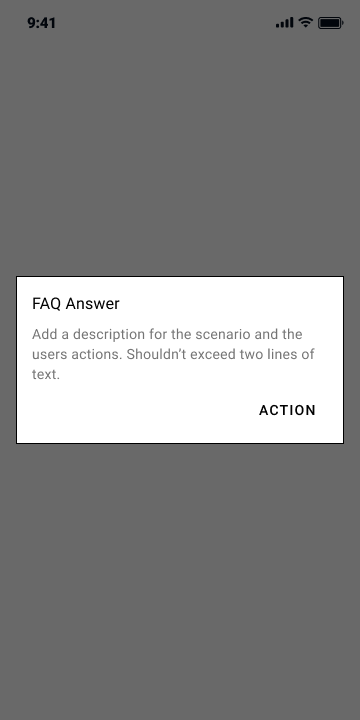 9:41
FAQ Answer
Add a description for the scenario and the
users actions. Shouldn’t exceed two lines of
text.
ACTION